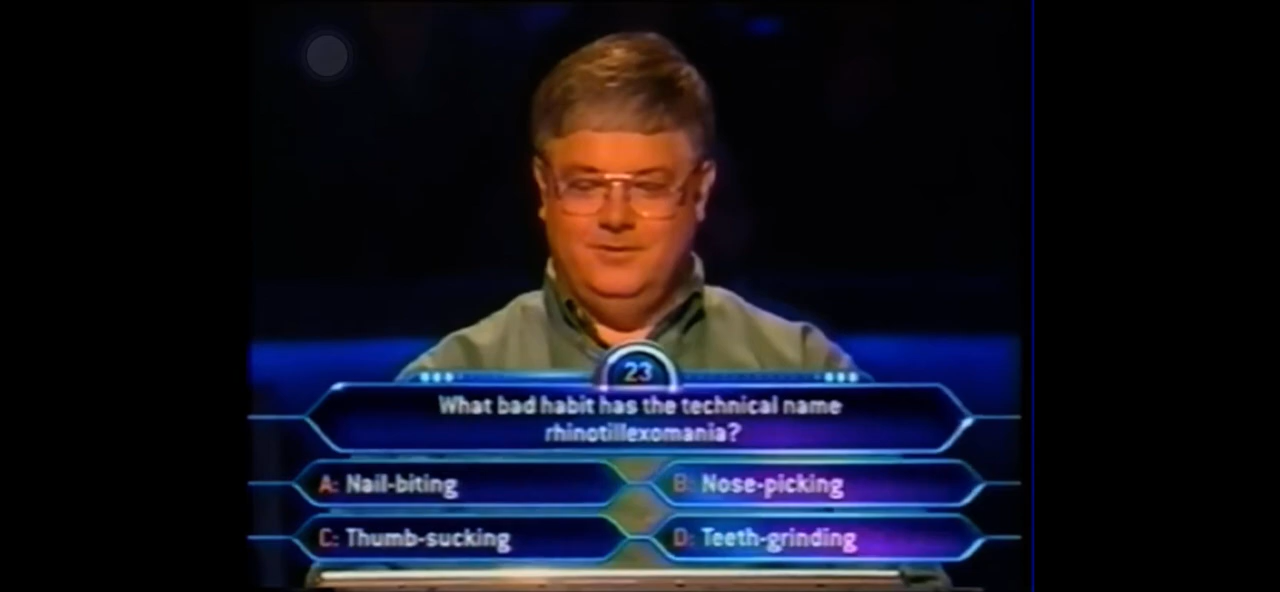 23
What bad habit has the technical name
rhinotillexomania?
A: Nail-biting
B: Nose-picking
C: Thumb-sucking
D: Teeth-grinding